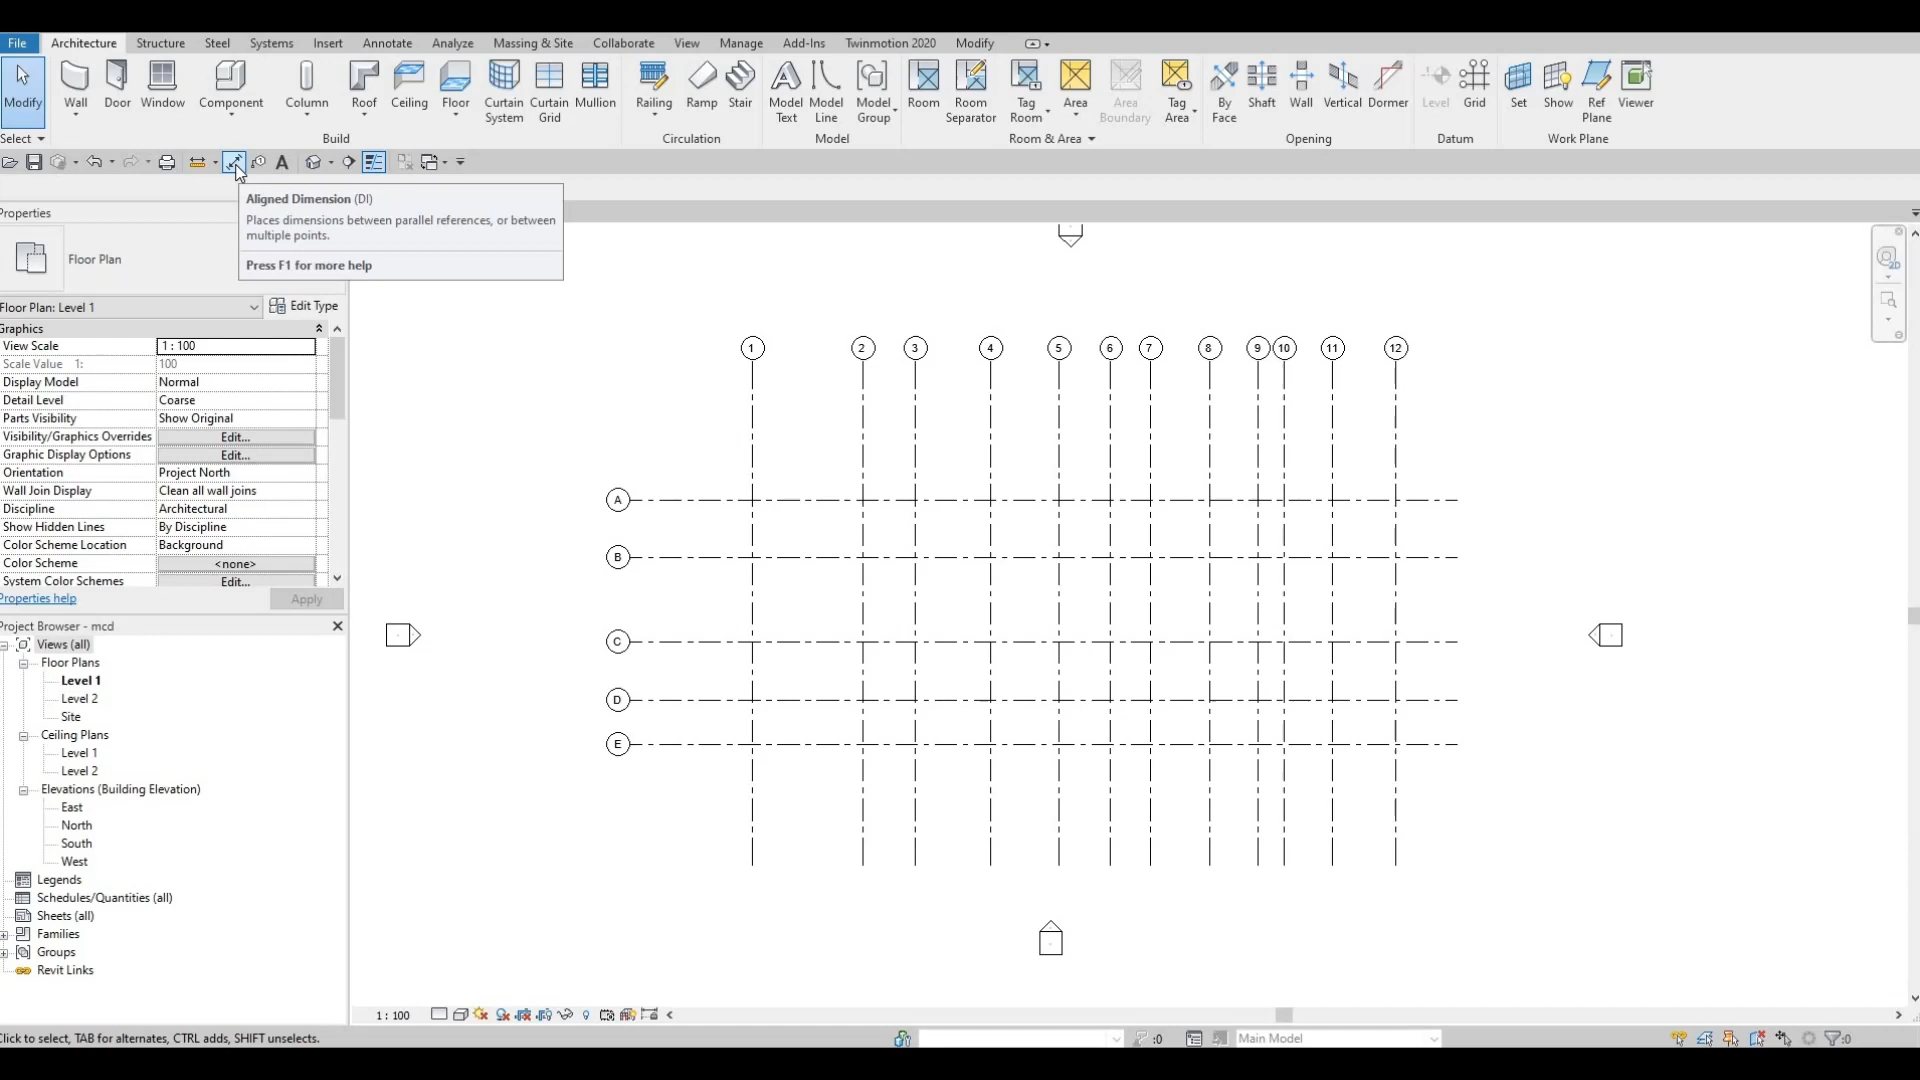 File Architecture Structure Steel Systems Insert Annotate Analyze Massing & Site Collaborate View Manage Add-Ins Twinmotion 2020 Modify
Modify Wall Door Window Component Column Roof Ceiling Floor Curtain System Curtain Grid Mullion Railing Ramp Stair Model Text Model Line Model Group Room Room Separator Tag Room Area Area Boundary Tag Area By Face Shaft Wall Vertical Dormer Level Grid Set Show Ref Plane Viewer
Select Build Circulation Model Room & Area Opening Datum Work Plane
A
Aligned Dimension (DI)
Places dimensions between parallel references, or between
multiple points.
Press F1 for more help
Properties
Floor Plan
Floor Plan: Level 1 Edit Type
Graphics
View Scale 1 : 100
Scale Value 1: 100
Display Model Normal
Detail Level Coarse
Parts Visibility Show Original
Visibility/Graphics Overrides Edit...
Graphic Display Options Edit...
Orientation Project North
Wall Join Display Clean all wall joins
Discipline Architectural
Show Hidden Lines By Discipline
Color Scheme Location Background
Color Scheme <none>
System Color Schemes Edit...
Properties help Apply
Project Browser - mcd
Views (all)
Floor Plans
Level 1
Level 2
Site
Ceiling Plans
Level 1
Level 2
Elevations (Building Elevation)
East
North
South
West
Legends
Schedules/Quantities (all)
Sheets (all)
Families
Groups
Revit Links
2D
1 2 3 4 5 6 7 8 9 10 11 12
A
B
C
D
E
1 : 100
Click to select, TAB for alternates, CTRL adds, SHIFT unselects. :0 Main Model :0